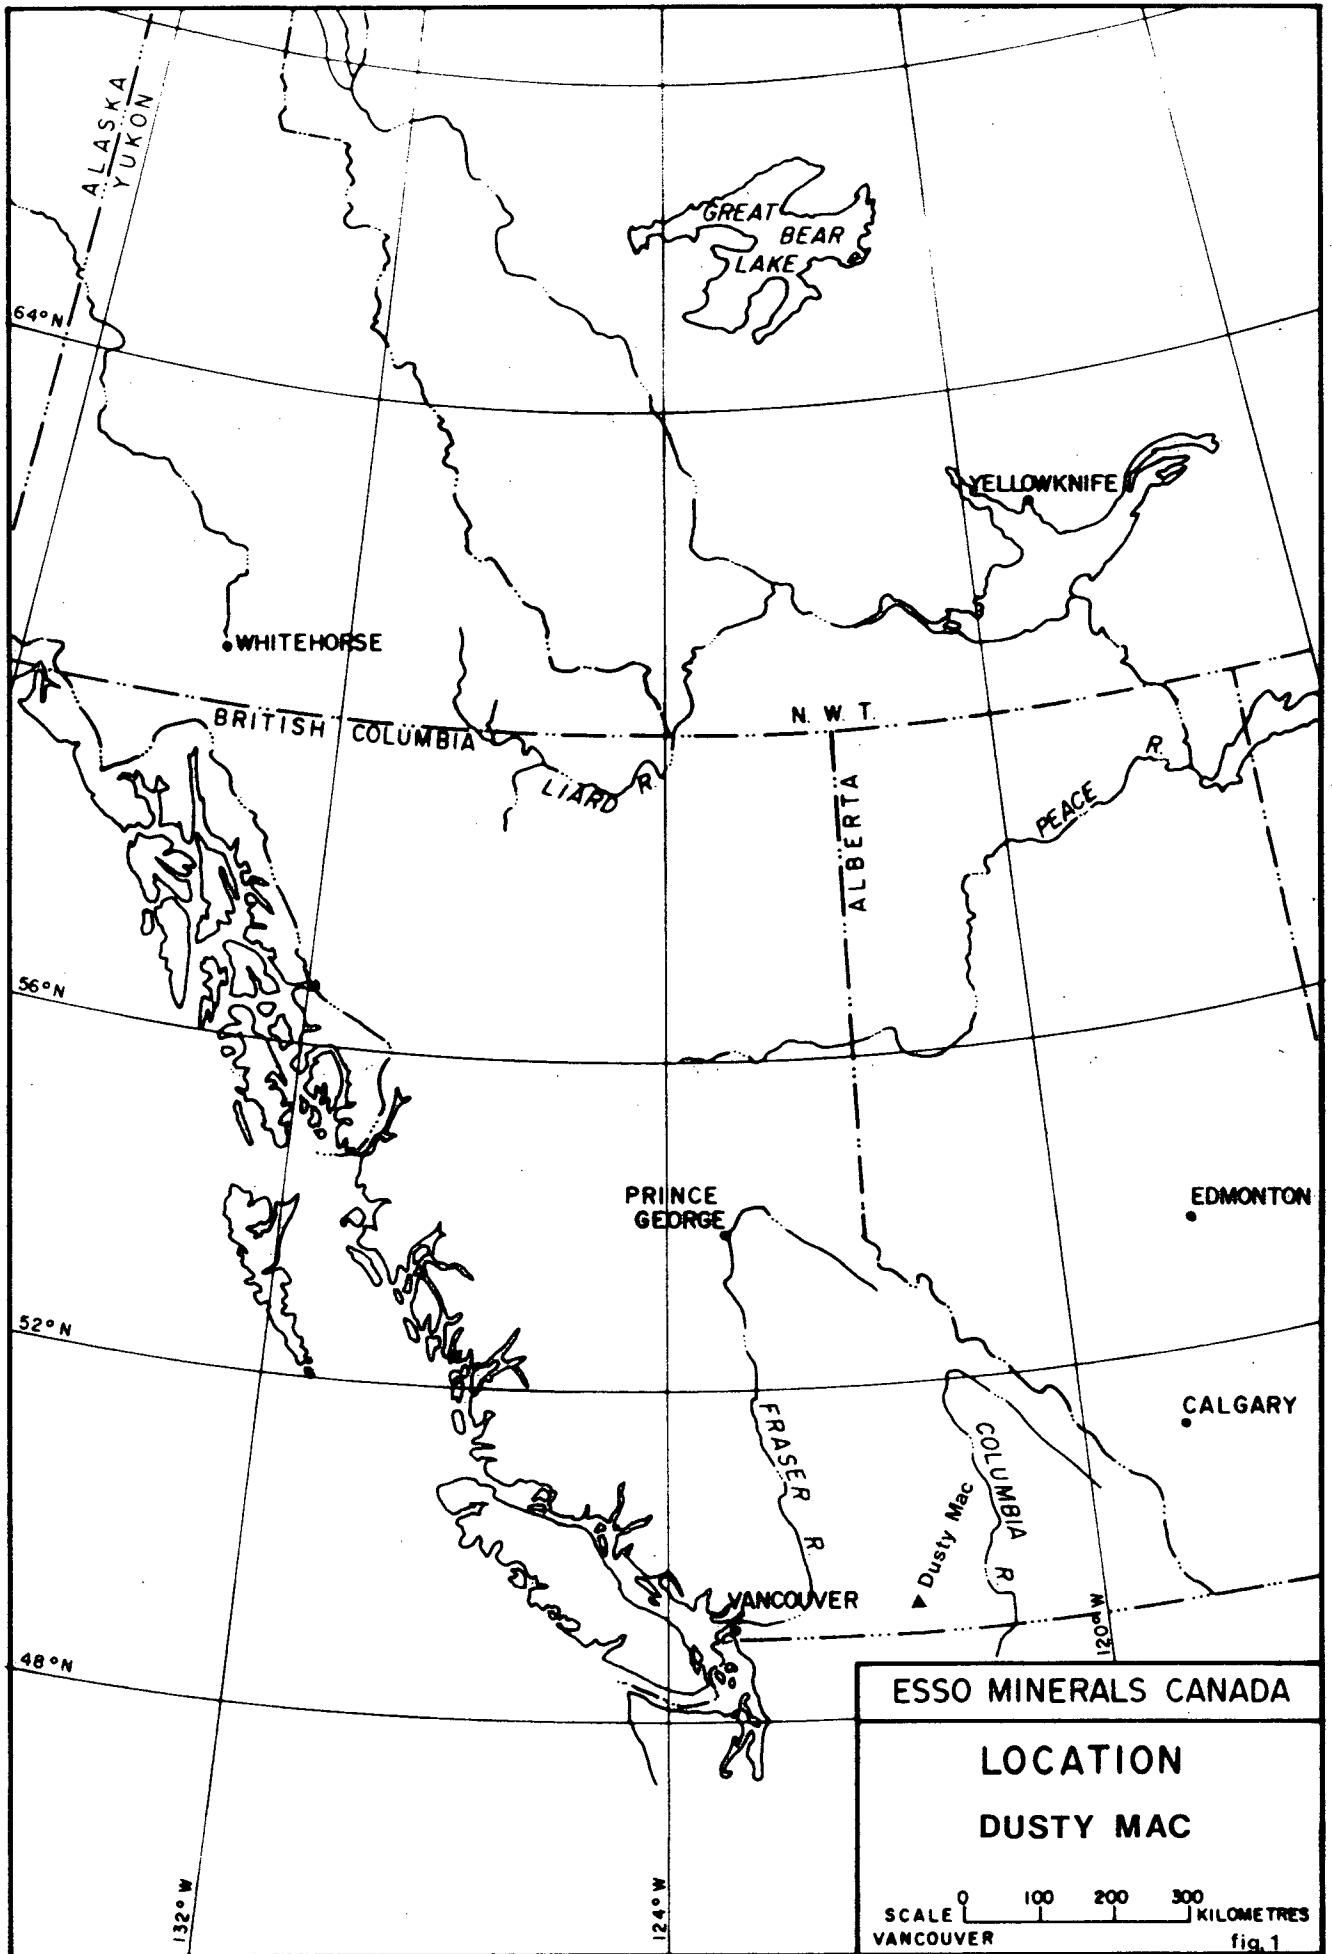 ALASKA
YUKON
GREAT
BEAR
LAKE
64°N
YELLOWKNIFE
WHITEHORSE
BRITISH COLUMBIA
N. W. T.
LIARD R.
ALBERTA
PEACE R.
56°N
PRINCE
GEORGE
EDMONTON
52°N
CALGARY
FRASER R.
COLUMBIA R.
Dusty Mac
VANCOUVER
120°W
48°N
132°W
124°W
ESSO MINERALS CANADA
LOCATION
DUSTY MAC
0 100 200 300
SCALE KILOMETRES
VANCOUVER fig. 1